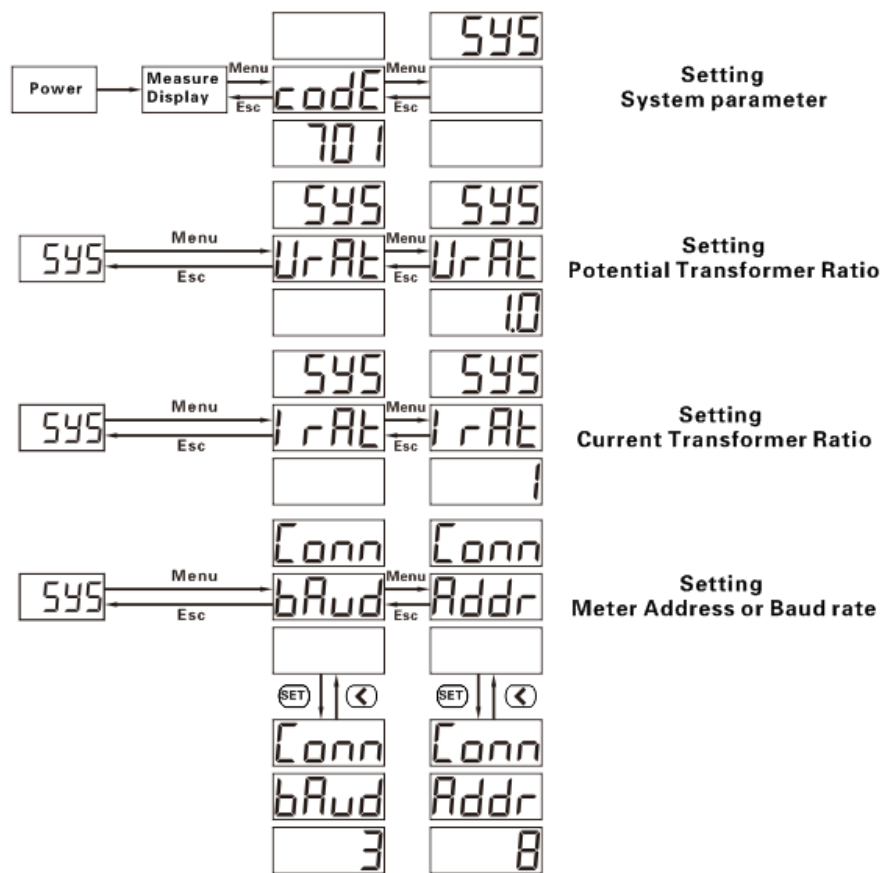 SYS
Power
Measure Display
Menu
Esc
codE
Menu
Esc
701
Setting
System parameter
SYS
SYS
SYS
Menu
Esc
UrAt
Menu
Esc
UrAt
1.0
Setting
Potential Transformer Ratio
SYS
SYS
SYS
Menu
Esc
IrAt
Menu
Esc
IrAt
1
Setting
Current Transformer Ratio
Conn
Conn
SYS
Menu
Esc
bAud
Menu
Esc
Addr
Setting
Meter Address or Baud rate
SET
SET
Conn
Conn
bAud
Addr
3
8